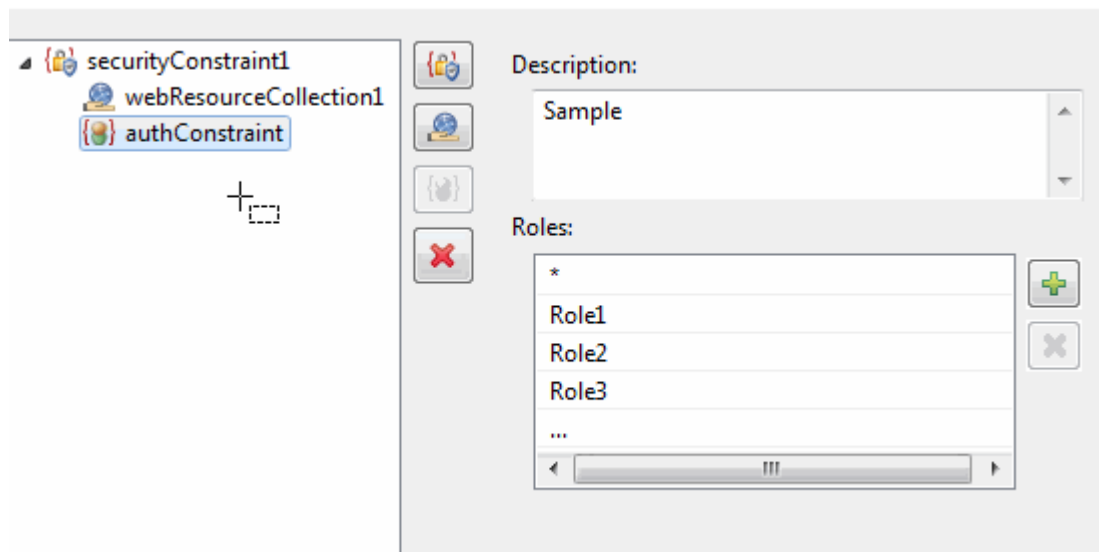 securityConstraint1
webResourceCollection1
authConstraint
Description:
Sample
Roles:
*
Role1
Role2
Role3
...